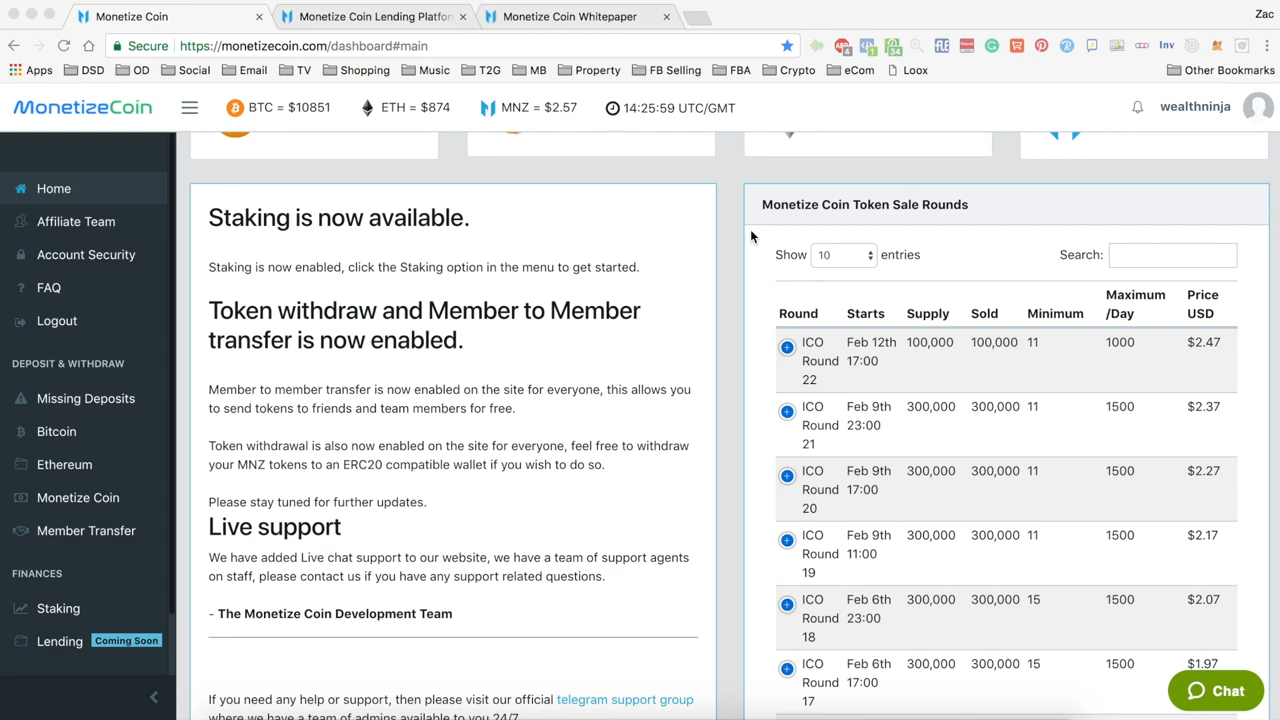 Monetize Coin
Monetize Coin Lending Platfor
Monetize Coin Whitepaper
Zac
Secure https://monetizecoin.com/dashboard#main
Apps DSD OD Social Email TV Shopping Music T2G MB Property FB Selling FBA Crypto eCom Loox Other Bookmarks
MonetizeCoin BTC = $10851 ETH = $874 MNZ = $2.57 14:25:59 UTC/GMT wealthninja
Home
Affiliate Team
Account Security
FAQ
Logout
DEPOSIT & WITHDRAW
Missing Deposits
Bitcoin
Ethereum
Monetize Coin
Member Transfer
FINANCES
Staking
Lending Coming Soon
Staking is now available.
Staking is now enabled, click the Staking option in the menu to get started.
Token withdraw and Member to Member
transfer is now enabled.
Member to member transfer is now enabled on the site for everyone, this allows you
to send tokens to friends and team members for free.
Token withdrawal is also now enabled on the site for everyone, feel free to withdraw
your MNZ tokens to an ERC20 compatible wallet if you wish to do so.
Please stay tuned for further updates.
Live support
We have added Live chat support to our website, we have a team of support agents
on staff, please contact us if you have any support related questions.
- The Monetize Coin Development Team
If you need any help or support, then please visit our official telegram support group
where we have a team of admins available to you 24/7
Monetize Coin Token Sale Rounds
Show 10 entries Search:
Maximum Price
Round Starts Supply Sold Minimum /Day USD
ICO Feb 12th 100,000 100,000 11 1000 $2.47
Round 17:00
22
ICO Feb 9th 300,000 300,000 11 1500 $2.37
Round 23:00
21
ICO Feb 9th 300,000 300,000 11 1500 $2.27
Round 17:00
20
ICO Feb 9th 300,000 300,000 11 1500 $2.17
Round 11:00
19
ICO Feb 6th 300,000 300,000 15 1500 $2.07
Round 23:00
18
ICO Feb 6th 300,000 300,000 15 1500 $1.97
Round 17:00
17
Chat